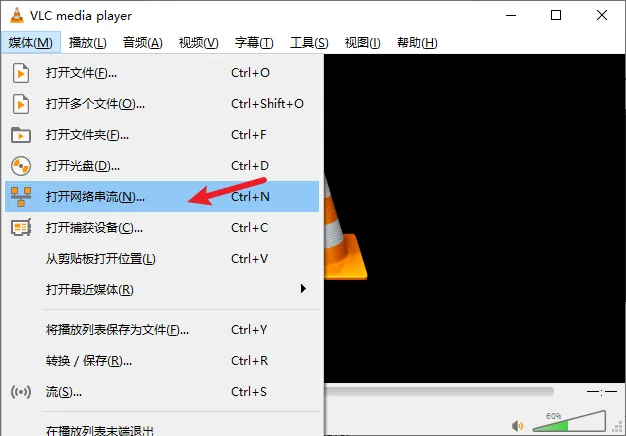 VLC media player
媒体(M) 播放(L) 音频(A) 视频(V) 字幕(T) 工具(S) 视图(I) 帮助(H)
打开文件(F)... Ctrl+O
打开多个文件(O)... Ctrl+Shift+O
打开文件夹(F)... Ctrl+F
打开光盘(D)... Ctrl+D
打开网络串流(N)... Ctrl+N
打开捕获设备(C)... Ctrl+C
从剪贴板打开位置(L) Ctrl+V
打开最近媒体(R)
将播放列表保存为文件(F)... Ctrl+Y
转换 / 保存(R)... Ctrl+R
流(S)... Ctrl+S
--:--
60%
在播放列表末端退出